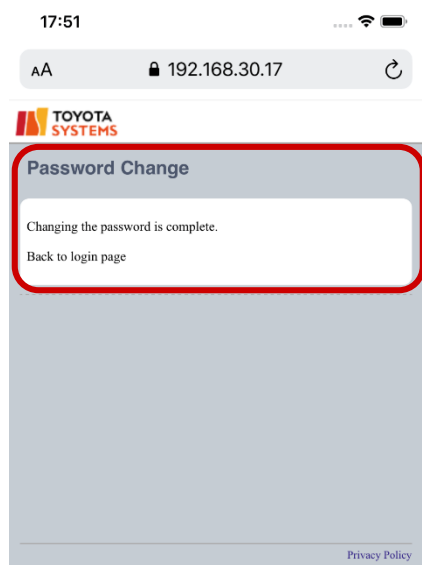 17:51
AA 192.168.30.17
TOYOTA
SYSTEMS
Password Change
Changing the password is complete.
Back to login page
Privacy Policy